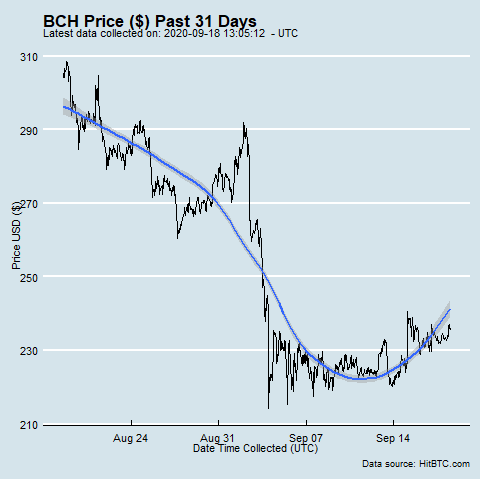 BCH Price ($) Past 31 Days
Latest data collected on: 2020-09-18 13:05:12 - UTC
310
290
270
250
230
210
Price USD ($)
Aug 24
Aug 31
Sep 07
Sep 14
Date Time Collected (UTC)
Data source: HitBTC.com